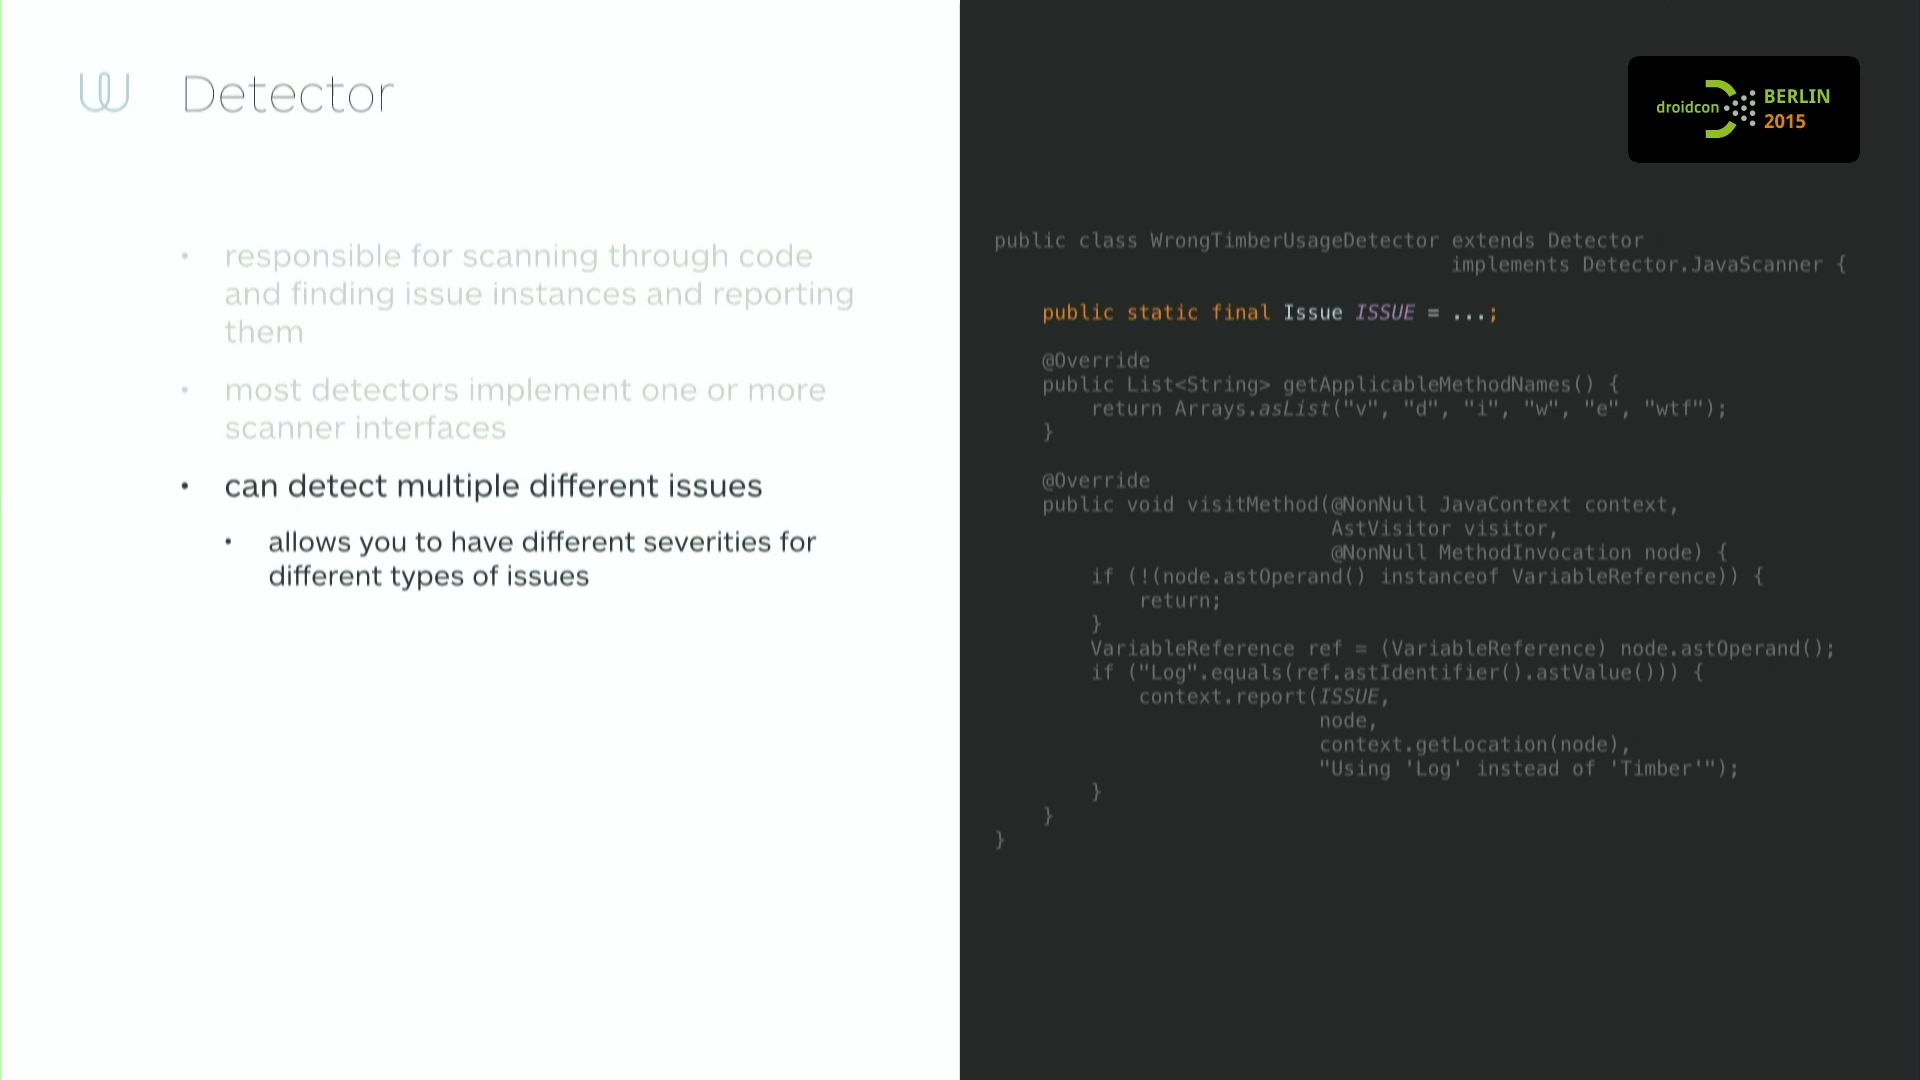 Detector
• responsible for scanning through code
and finding issue instances and reporting
them
• most detectors implement one or more
scanner interfaces
• can detect multiple different issues
• allows you to have different severities for
different types of issues
droidcon
BERLIN
2015
public class WrongTimberUsageDetector extends Detector
implements Detector.JavaScanner {
public static final Issue ISSUE = ...;
@Override
public List<String> getApplicableMethodNames() {
return Arrays.asList("v", "d", "i", "w", "e", "wtf");
}
@Override
public void visitMethod(@NonNull JavaContext context,
AstVisitor visitor,
@NonNull MethodInvocation node) {
if (!(node.astOperand() instanceof VariableReference)) {
return;
}
VariableReference ref = (VariableReference) node.astOperand();
if ("Log".equals(ref.astIdentifier().astValue())) {
context.report(ISSUE,
node,
context.getLocation(node),
"Using 'Log' instead of 'Timber'");
}
}
}